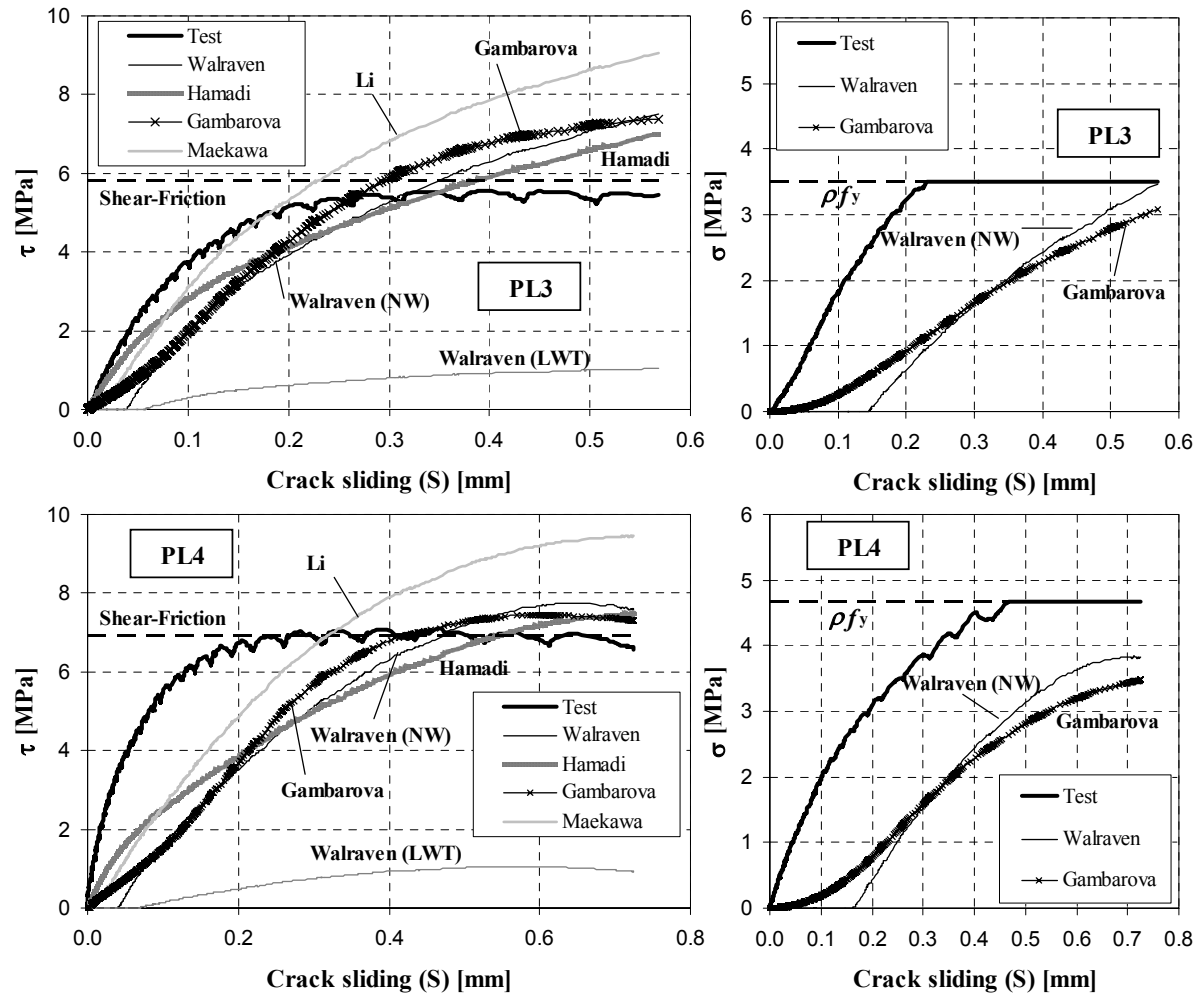 10
8
6
4
2
0
τ [MPa]
Test
Walraven
Hamadi
Gambarova
Maekawa
Li
Gambarova
Hamadi
Shear-Friction
Walraven (NW)
PL3
Walraven (LWT)
0.0 0.1 0.2 0.3 0.4 0.5 0.6
Crack sliding (S) [mm]
6
5
4
3
2
1
0
σ [MPa]
Test
Walraven
Gambarova
PL3
ρfy
Walraven (NW)
Gambarova
0.0 0.1 0.2 0.3 0.4 0.5 0.6
Crack sliding (S) [mm]
10
8
6
4
2
0
τ [MPa]
PL4
Li
Shear-Friction
Hamadi
Walraven (NW)
Gambarova
Test
Walraven
Hamadi
Gambarova
Maekawa
Walraven (LWT)
0.0 0.2 0.4 0.6 0.8
Crack sliding (S) [mm]
6
5
4
3
2
1
0
σ [MPa]
PL4
ρfy
Walraven (NW)
Gambarova
Test
Walraven
Gambarova
0.0 0.1 0.2 0.3 0.4 0.5 0.6 0.7 0.8
Crack sliding (S) [mm]